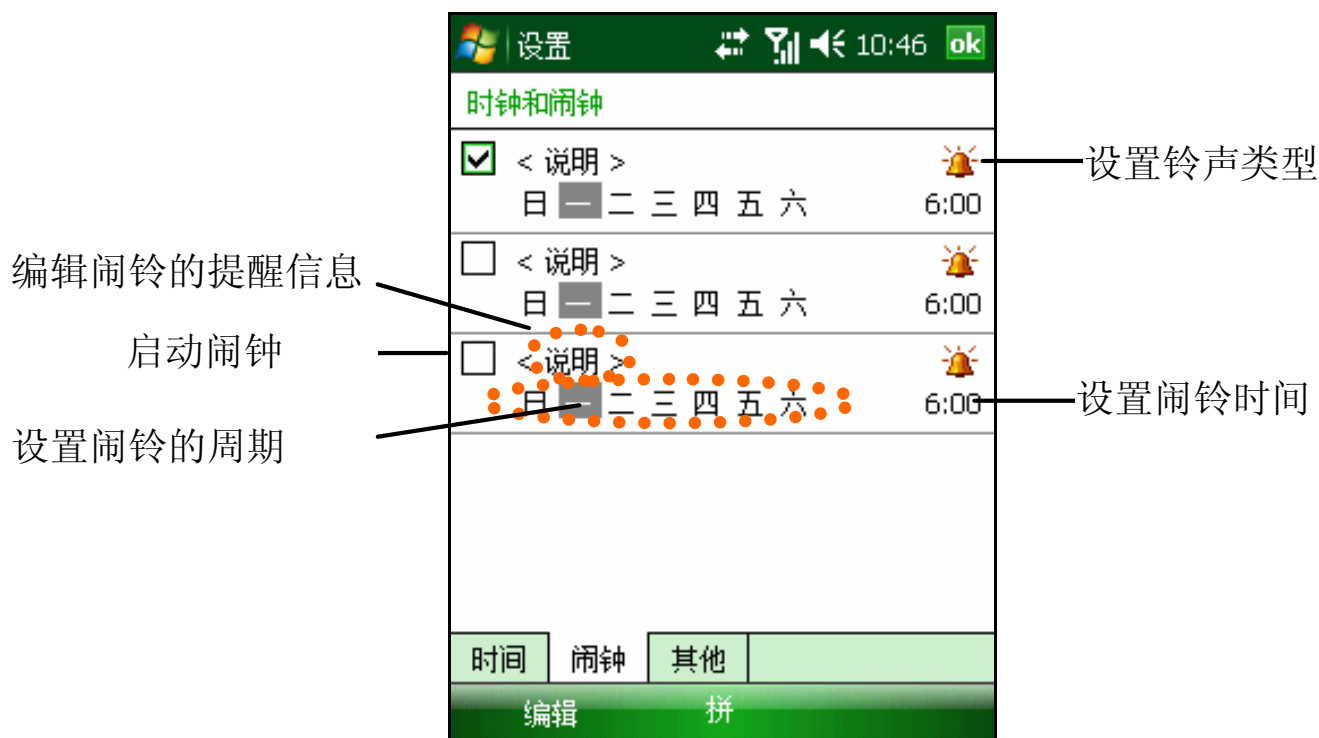 设置 10:46 ok
时钟和闹钟
< 说明 >
日 一 二 三 四 五 六 6:00
设置铃声类型
< 说明 >
日 一 二 三 四 五 六 6:00
编辑闹铃的提醒信息
启动闹钟
< 说明 >
日 一 二 三 四 五 六 6:00
设置闹铃时间
设置闹铃的周期
时间 闹钟 其他
编辑 拼